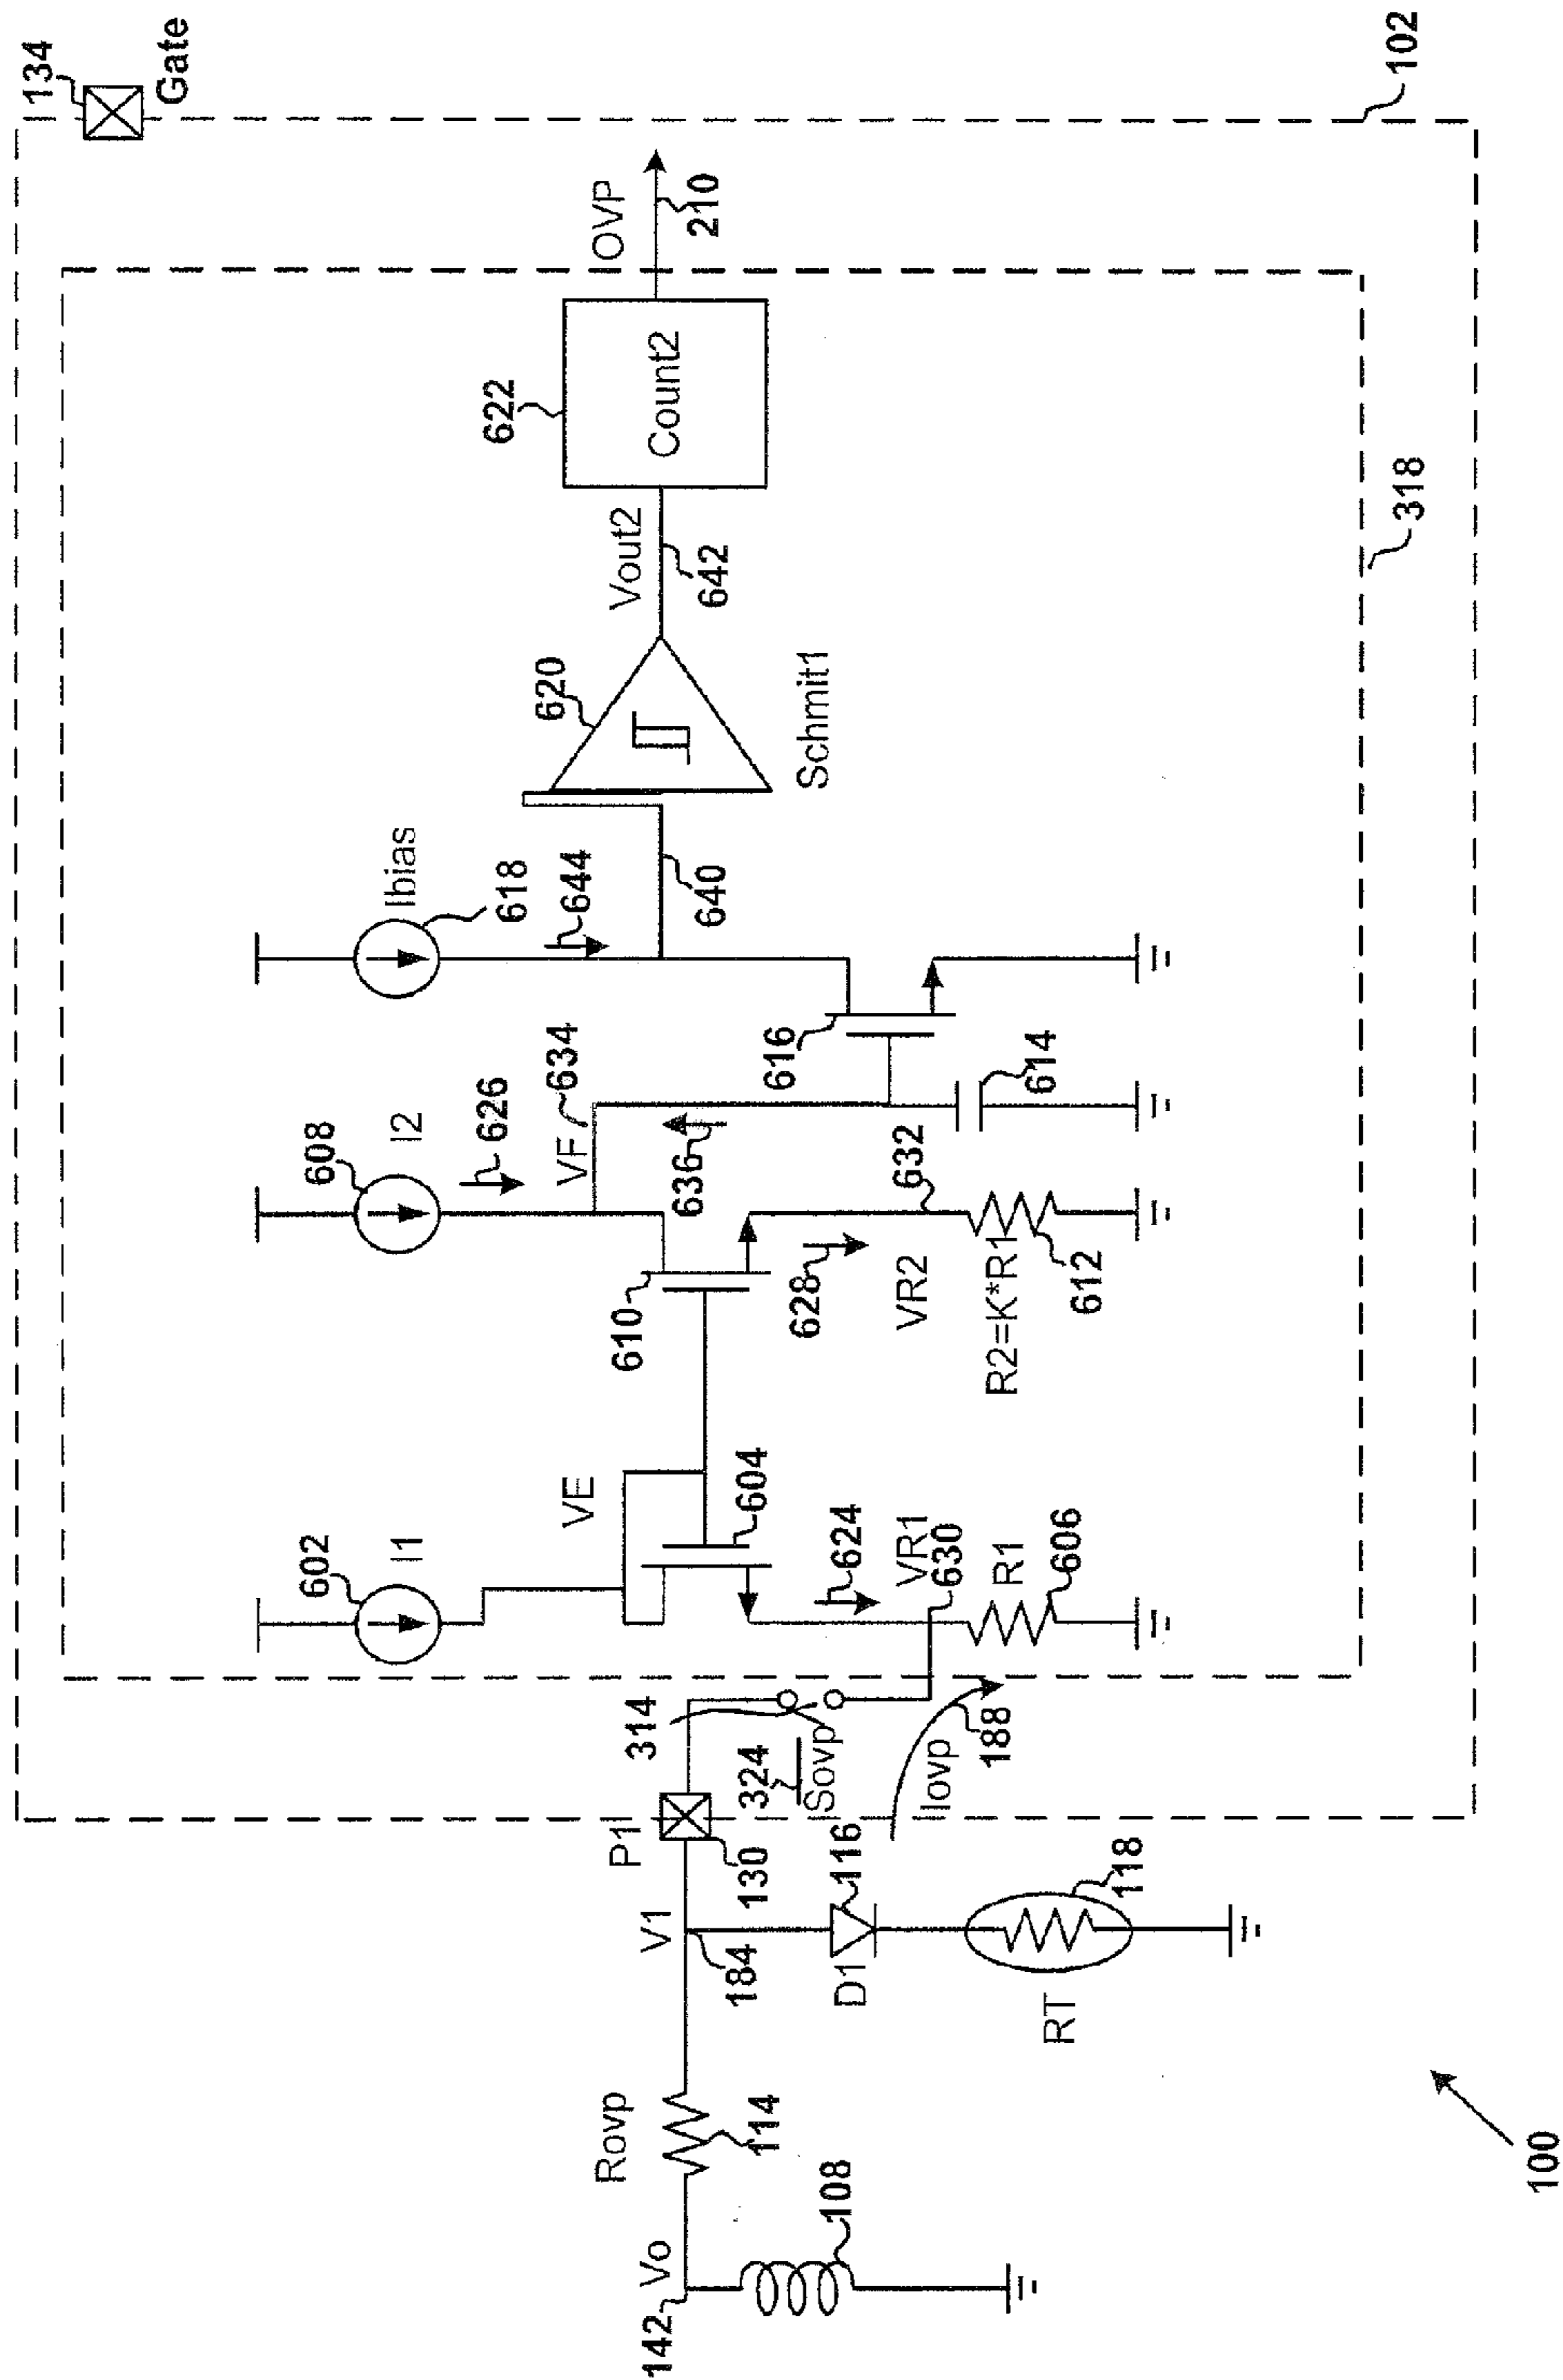 134
Gate
102
OVP
210
622
Count2
318
Vout2
642
620
Schmit1
Ibias
618
644
640
616
614
608
I2
626
VF
634
636
632
610
628
VR2
R2=K*R1
612
602
I1
VE
604
624
VR1
630
R1
606
314
324
Sovp
Iovp
188
P1
130
V1
184
116
D1
118
RT
Rovp
114
Vo
142
108
100